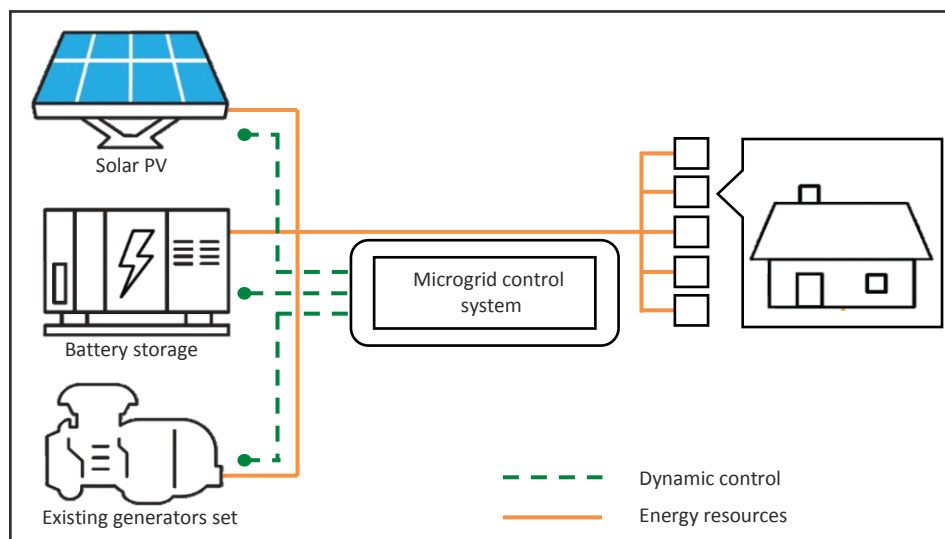 Solar PV
Battery storage
Existing generators set
Microgrid control
system
Dynamic control
Energy resources